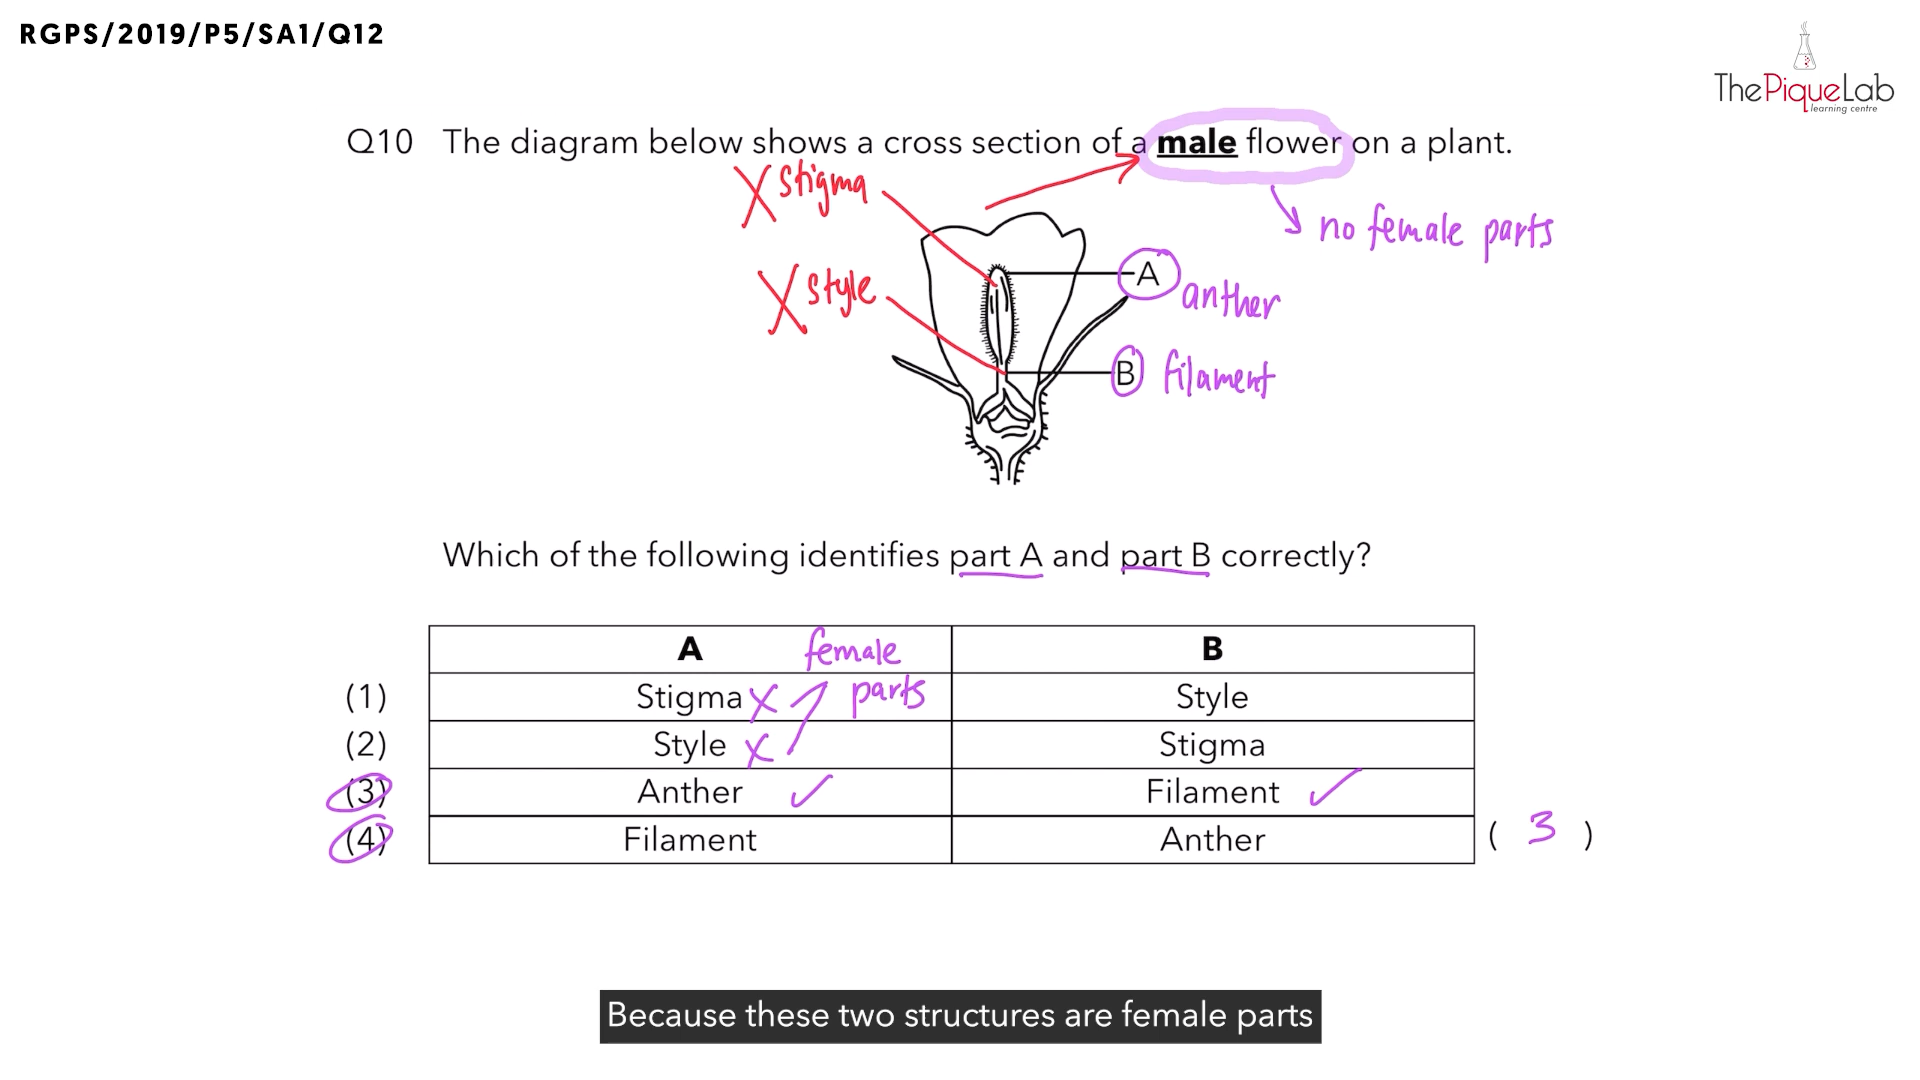 RGPS/2019/P5/SA1/Q12
ThePiqueLab
learning centre
Q10 The diagram below shows a cross section of a male flower on a plant.
X stigma
no female parts
A
anther
X style
B
filament
Which of the following identifies part A and part B correctly?
A female parts B
(1) Stigma X Style
(2) Style X Stigma
(3) Anther ✓ Filament ✓
(4) Filament Anther ( 3 )
Because these two structures are female parts